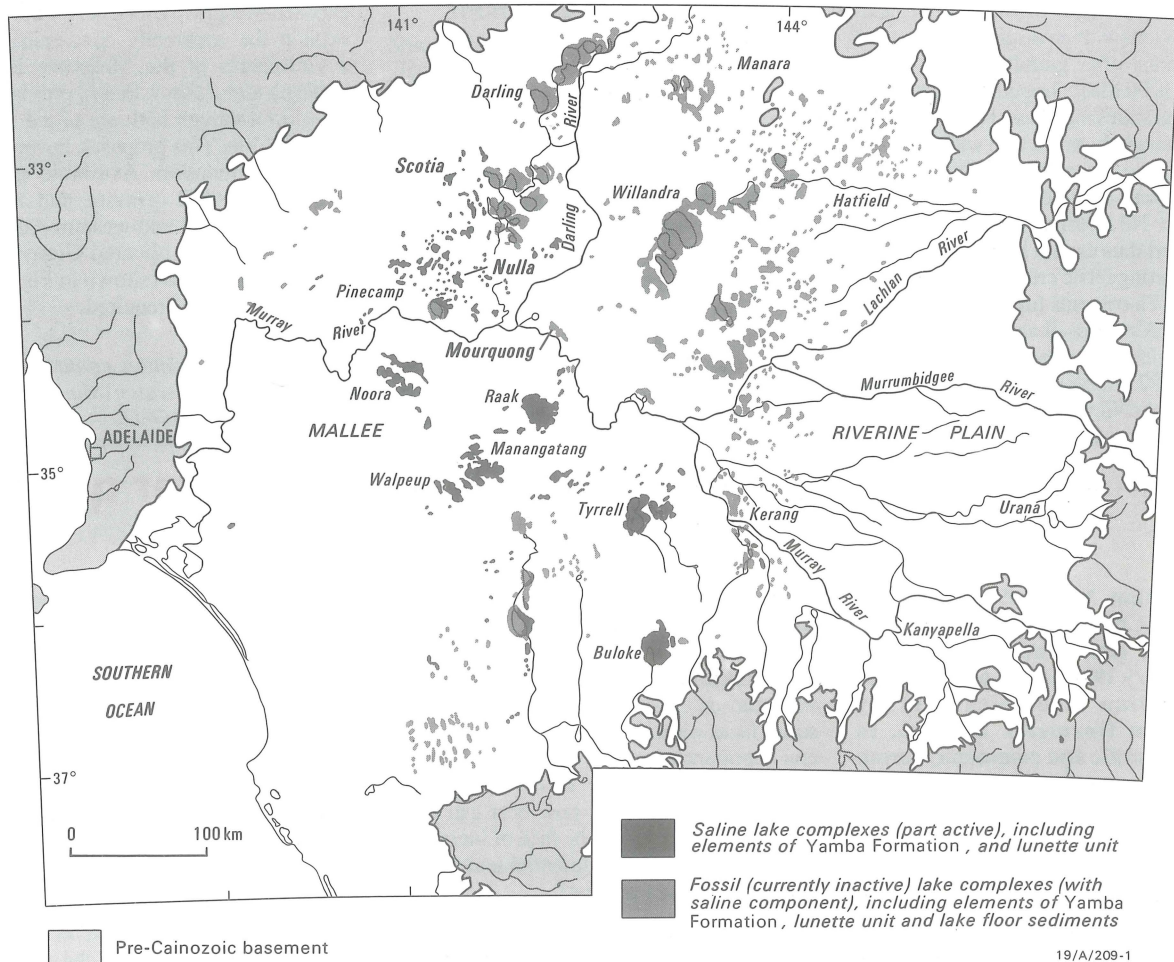 141°
144°
Manara
Darling
River
33°
Scotia
Willandra
Hatfield
Darling
River
Lachlan
Nulla
Pinecamp
Murray
River
Mourquong
Noora
Raak
Murrumbidgee
River
ADELAIDE
MALLEE
RIVERINE PLAIN
Manangatang
35°
Walpeup
Tyrrell
Kerang
Urana
Murray
River
Kanyapella
Buloke
SOUTHERN
OCEAN
37°
0 100 km
Saline lake complexes (part active), including
elements of Yamba Formation, and lunette unit
Fossil (currently inactive) lake complexes (with
saline component), including elements of Yamba
Formation, lunette unit and lake floor sediments
Pre-Cainozoic basement
19/A/209-1